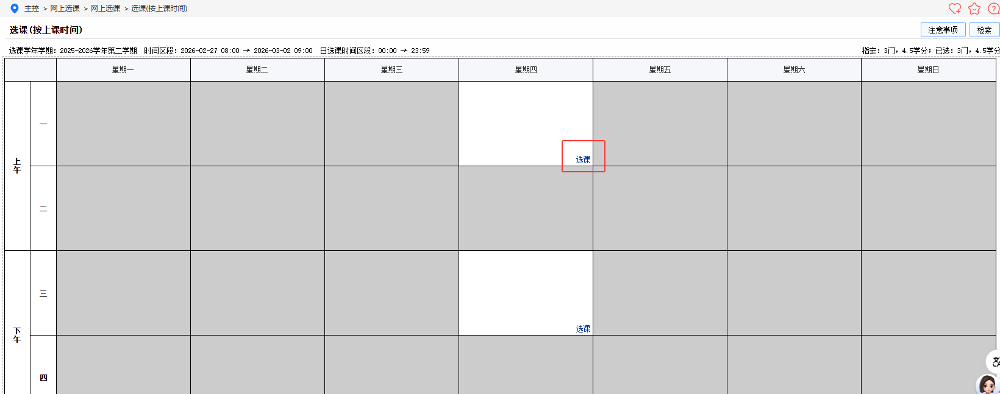 主控 > 网上选课 > 网上选课 > 选课(按上课时间)
选课(按上课时间)
注意事项 检索
选课学年学期：2025-2026学年第二学期 时间区段：2026-02-27 08:00 → 2026-03-02 09:00 日选课时间区段：00:00 → 23:59 指定：3门，4.5学分；已选：3门，4.5学分
星期一 星期二 星期三 星期四 星期五 星期六 星期日
上午
一
选课
二
下午
三
选课
四